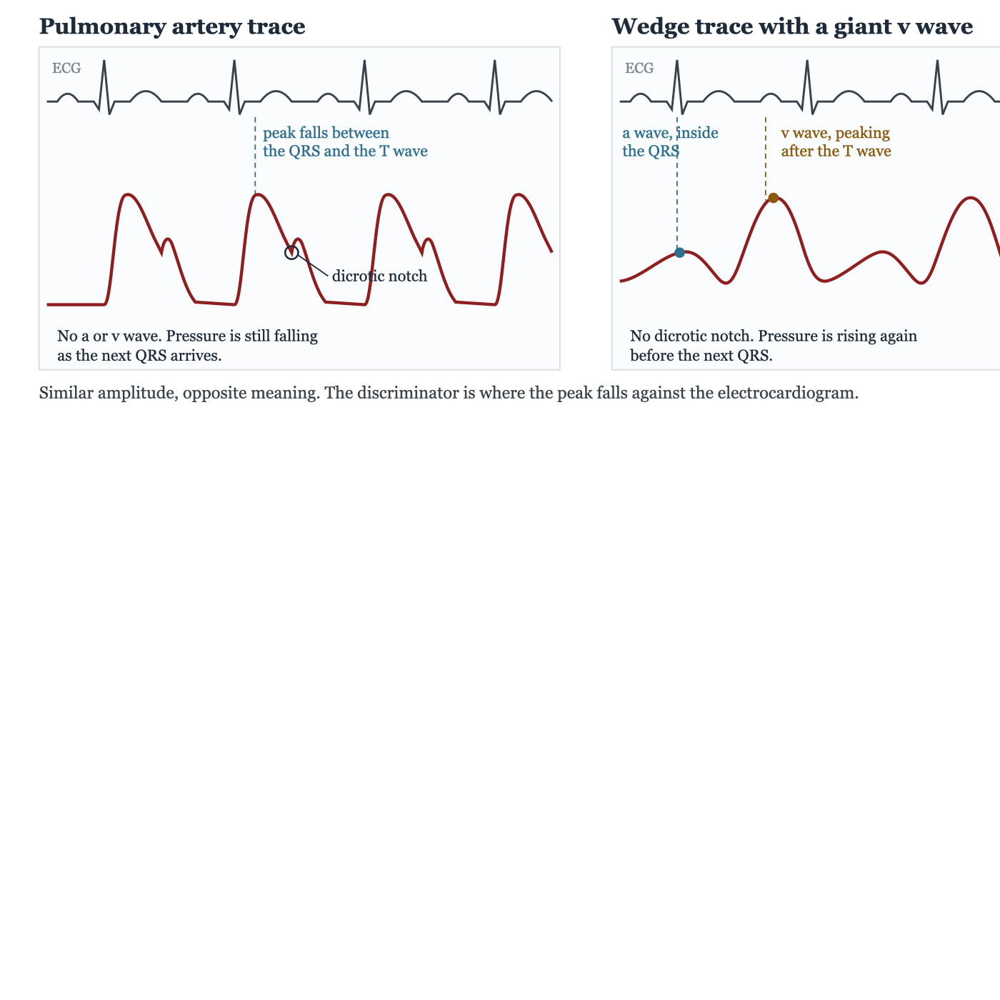 Pulmonary artery trace
ECG
peak falls between
the QRS and the T wave
dicrotic notch
No a or v wave. Pressure is still falling
as the next QRS arrives.
Wedge trace with a giant v wave
ECG
a wave, inside
the QRS
v wave, peaking
after the T wave
No dicrotic notch. Pressure is rising again
before the next QRS.
Similar amplitude, opposite meaning. The discriminator is where the peak falls against the electrocardiogram.